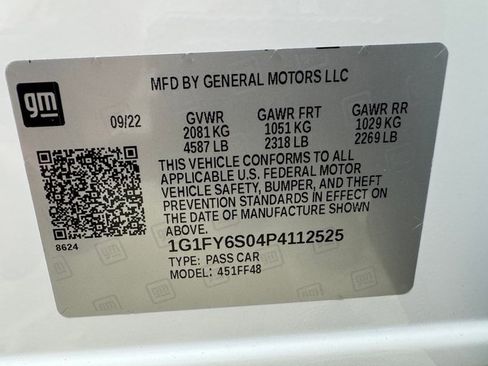 MFD BY GENERAL MOTORS LLC
gm
09/22
GVWR GAWR FRT GAWR RR
2081 KG 1051 KG 1029 KG
4587 LB 2318 LB 2269 LB
THIS VEHICLE CONFORMS TO ALL
APPLICABLE U.S. FEDERAL MOTOR
VEHICLE SAFETY, BUMPER, AND THEFT
PREVENTION STANDARDS IN EFFECT ON
THE DATE OF MANUFACTURE SHOWN
ABOVE.
8624
1G1FY6S04P4112525
TYPE: PASS CAR
MODEL: 451FF48